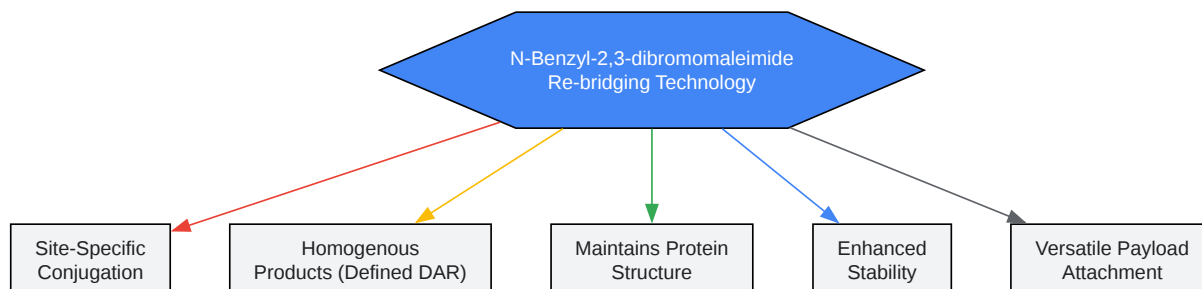 N-Benzyl-2,3-dibromomaleimide
Re-bridging Technology
Site-Specific
Conjugation
Homogenous
Products (Defined DAR)
Maintains Protein
Structure
Enhanced
Stability
Versatile Payload
Attachment